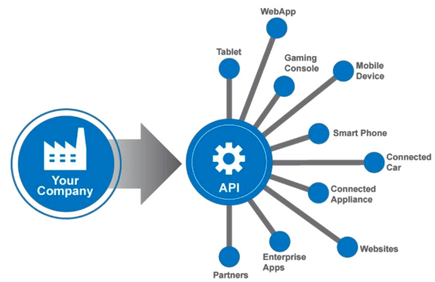 WebApp
Tablet
Gaming
Console
Mobile
Device
Smart Phone
Your
Company
API
Connected
Car
Connected
Appliance
Websites
Enterprise
Apps
Partners